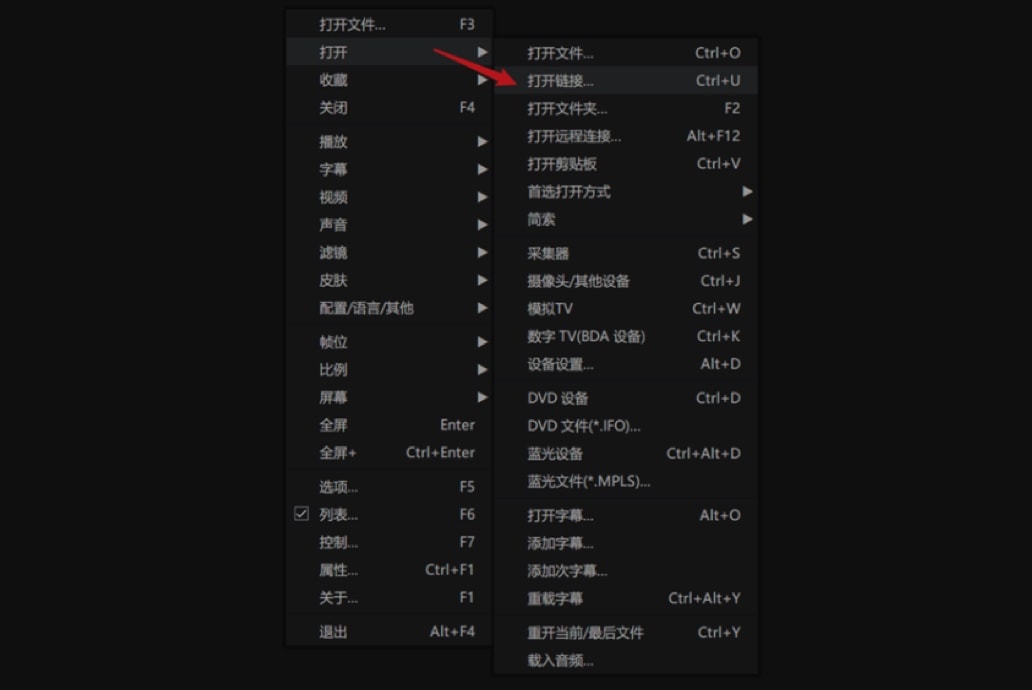 打开文件... F3
打开
收藏
关闭 F4
播放
字幕
视频
声音
滤镜
皮肤
配置/语言/其他
帧位
比例
屏幕
全屏 Enter
全屏+ Ctrl+Enter
选项... F5
列表... F6
控制... F7
属性... Ctrl+F1
关于... F1
退出 Alt+F4
打开文件... Ctrl+O
打开链接... Ctrl+U
打开文件夹... F2
打开远程连接... Alt+F12
打开剪贴板 Ctrl+V
首选打开方式
简索
采集器 Ctrl+S
摄像头/其他设备 Ctrl+J
模拟TV Ctrl+W
数字 TV(BDA 设备) Ctrl+K
设备设置... Alt+D
DVD 设备 Ctrl+D
DVD 文件(*.IFO)...
蓝光设备 Ctrl+Alt+D
蓝光文件(*.MPLS)...
打开字幕... Alt+O
添加字幕...
添加次字幕...
重载字幕 Ctrl+Alt+Y
重开当前/最后文件 Ctrl+Y
载入音频...